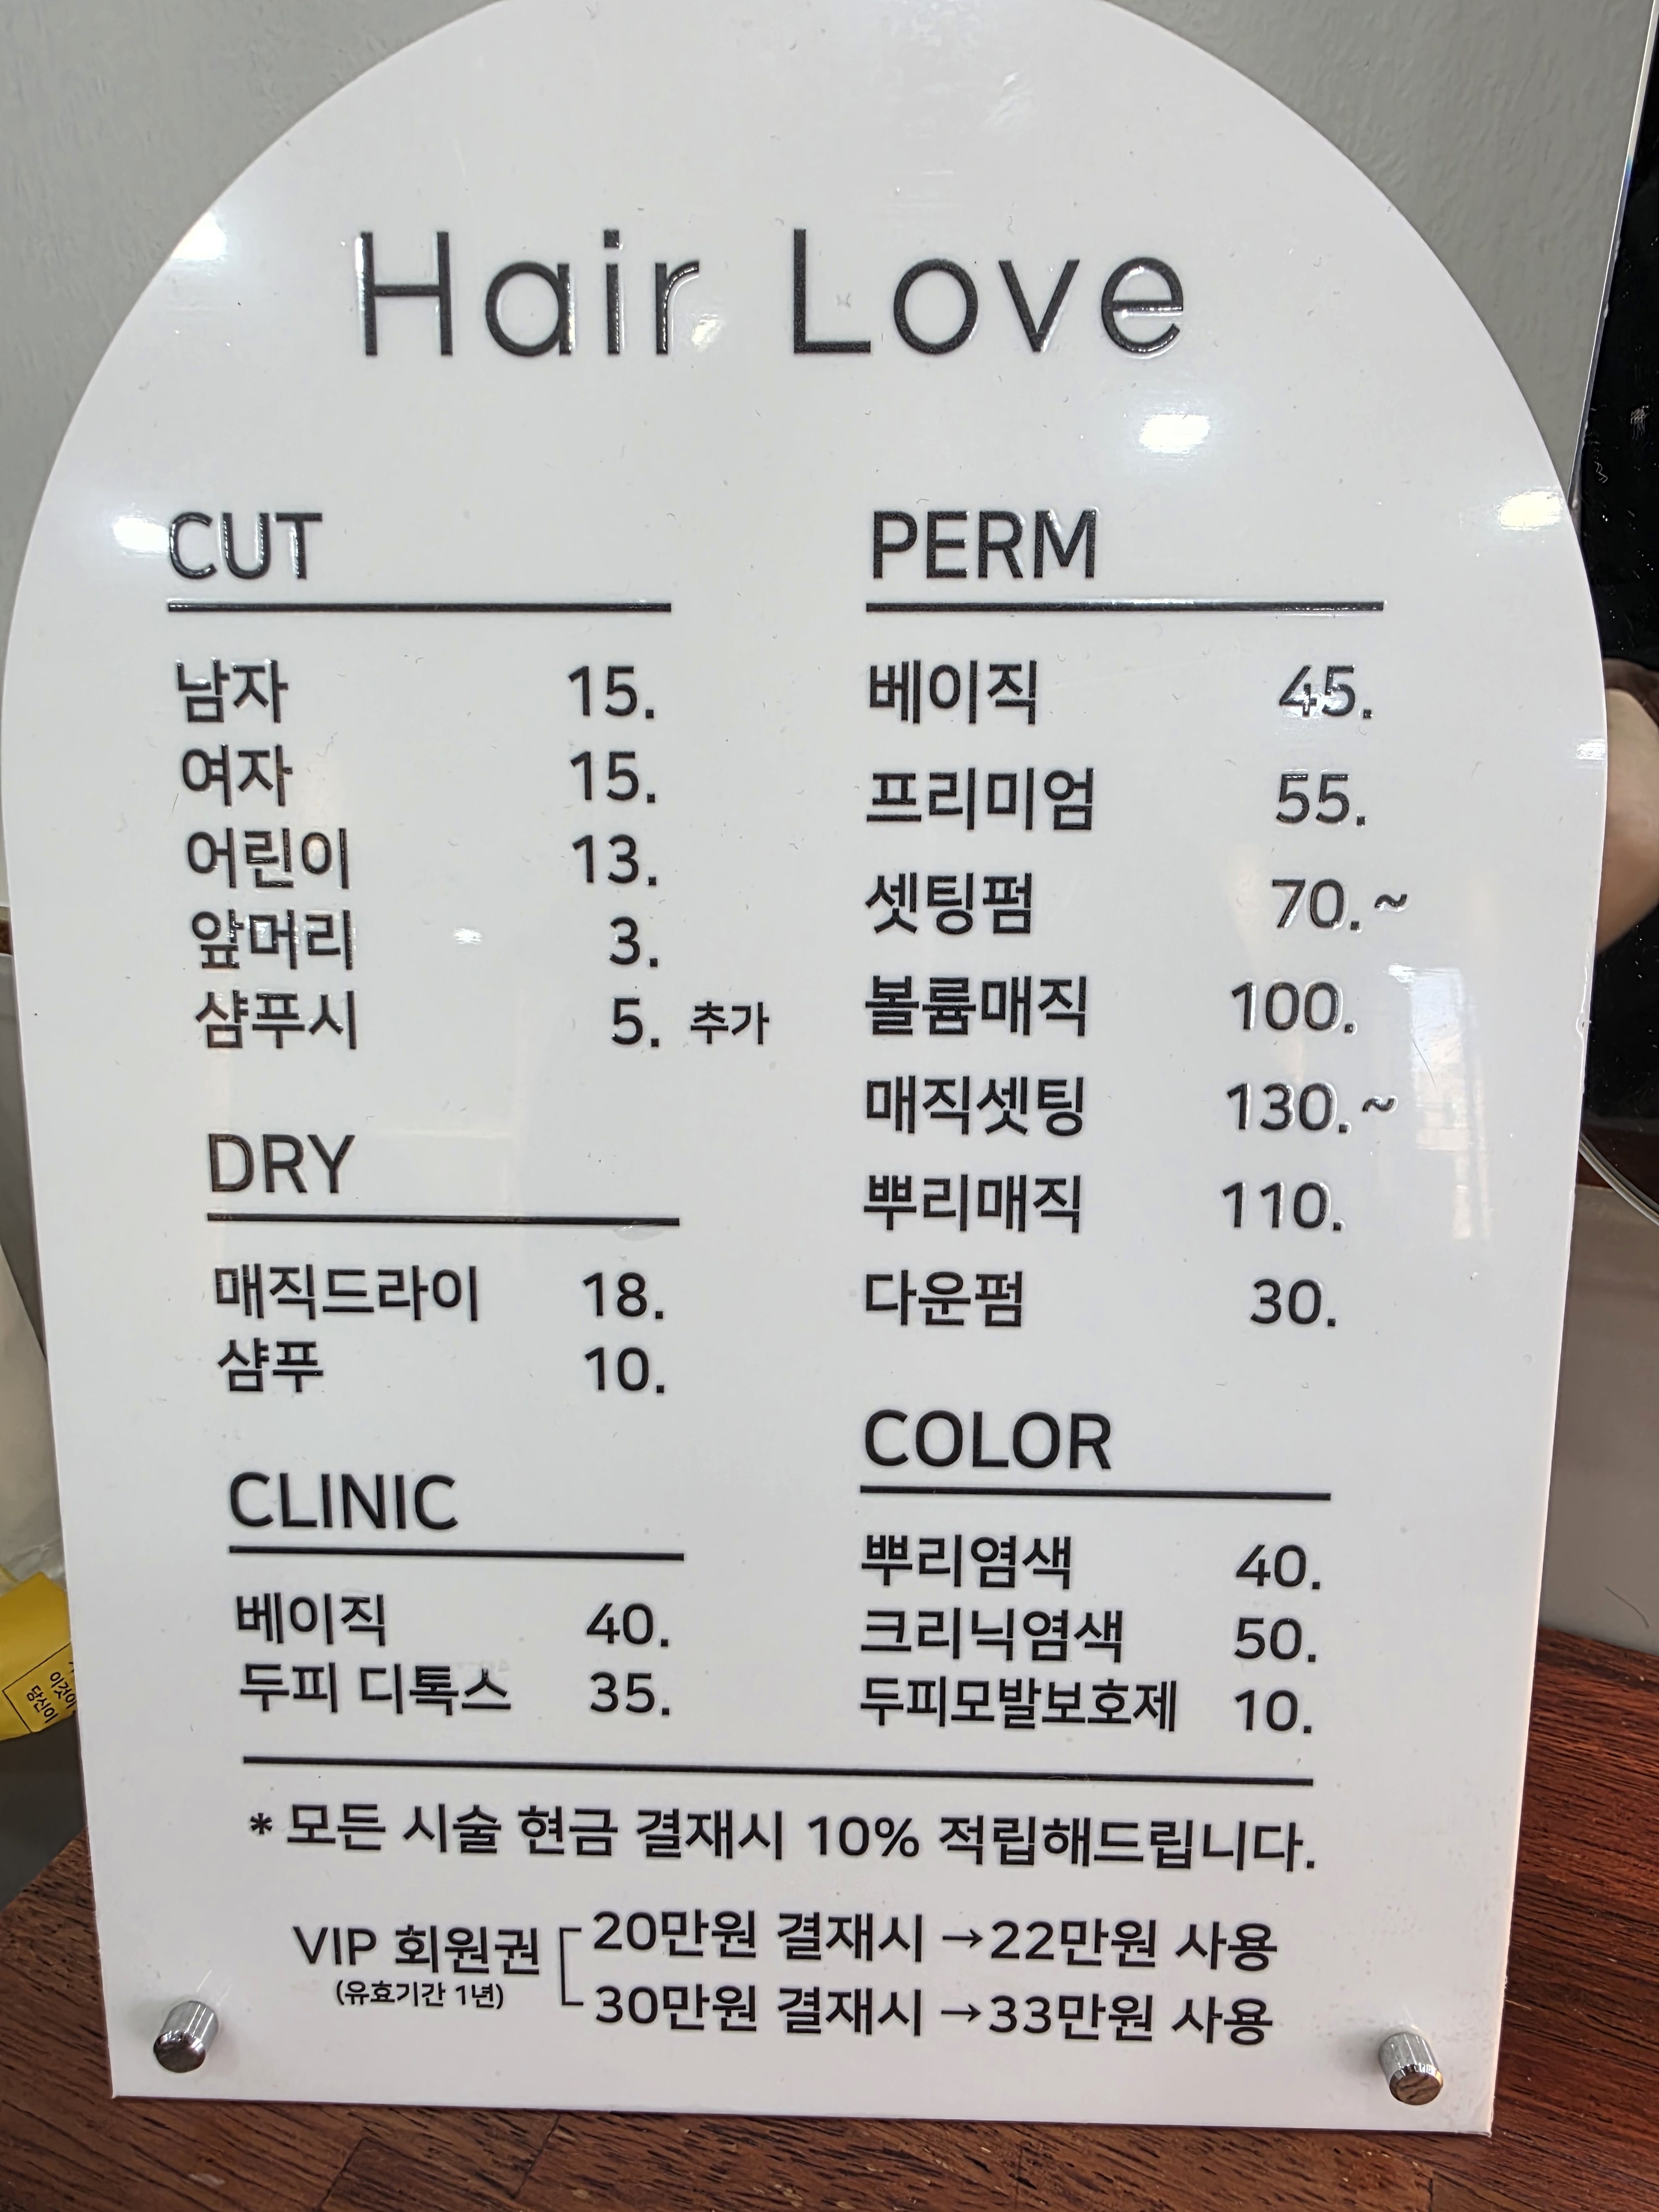 Hair Love
CUT
남자 15.
여자 15.
어린이 13.
앞머리 3.
샴푸시 5. 추가
DRY
매직드라이 18.
샴푸 10.
CLINIC
베이직 40.
두피 디톡스 35.
PERM
베이직 45.
프리미엄 55.
셋팅펌 70.~
볼륨매직 100.
매직셋팅 130.~
뿌리매직 110.
다운펌 30.
COLOR
뿌리염색 40.
크리닉염색 50.
두피모발보호제 10.
* 모든 시술 현금 결재시 10% 적립해드립니다.
VIP 회원권
(유효기간 1년)
20만원 결재시 →22만원 사용
30만원 결재시 →33만원 사용
이것이
당신이